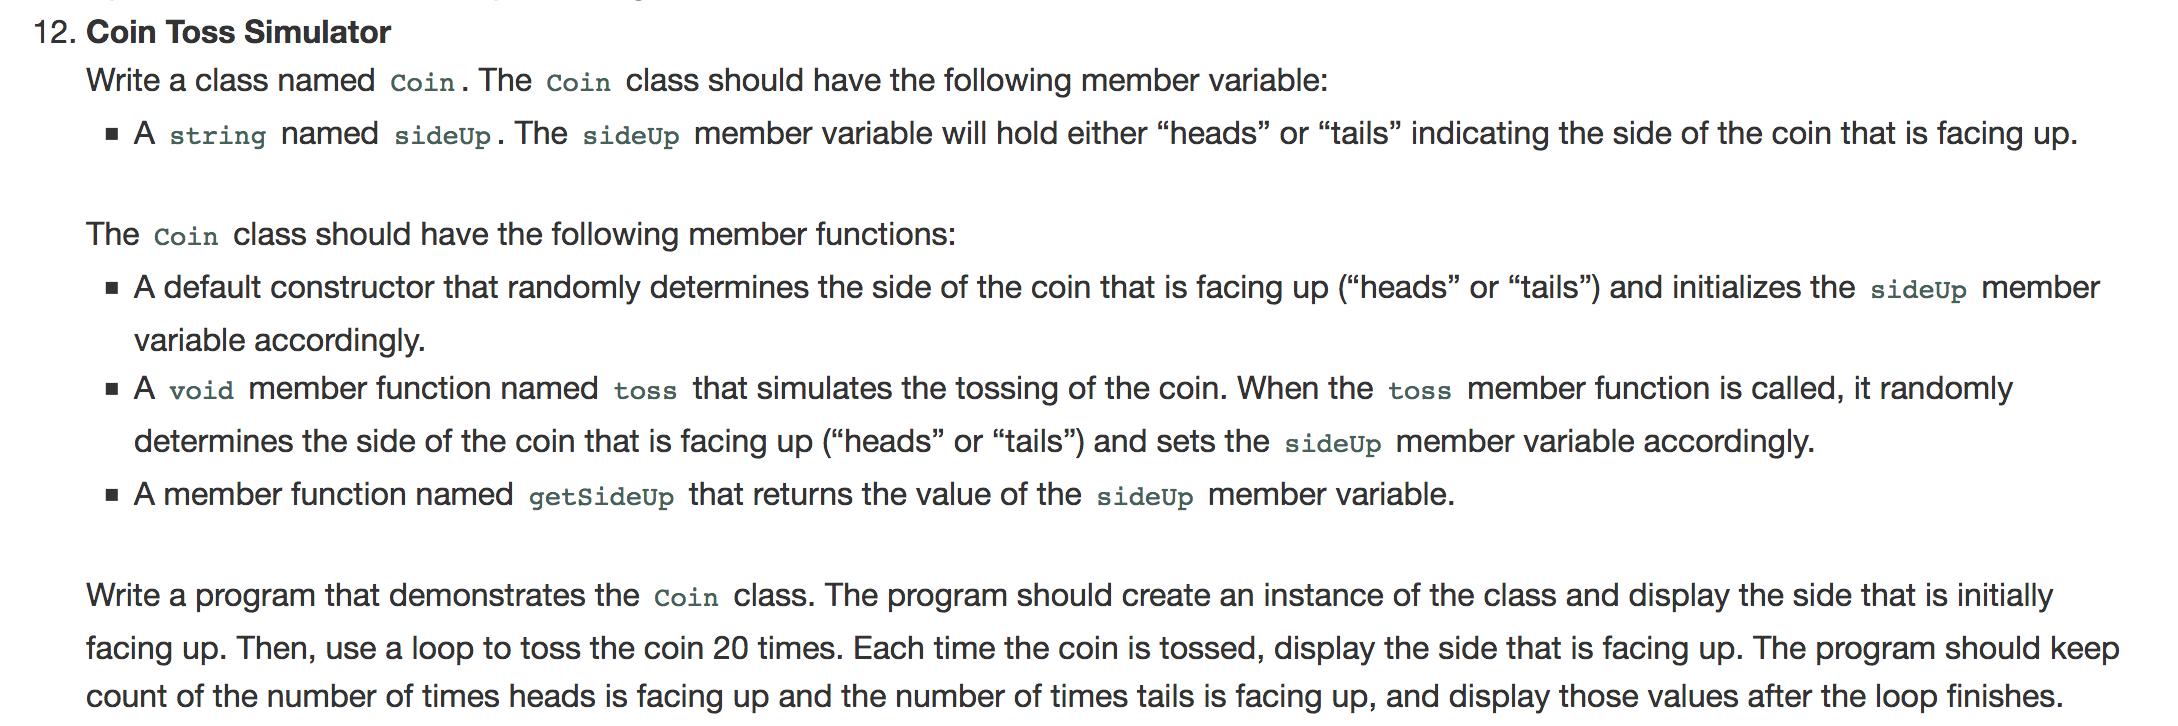 12. Coin Toss Simulator
Write a class named Coin. The Coin class should have the following member variable:
■ A string named sideUp. The sideUp member variable will hold either “heads” or “tails” indicating the side of the coin that is facing up.
The Coin class should have the following member functions:
■ A default constructor that randomly determines the side of the coin that is facing up (“heads” or “tails”) and initializes the sideUp member
variable accordingly.
■ A void member function named toss that simulates the tossing of the coin. When the toss member function is called, it randomly
determines the side of the coin that is facing up (“heads” or “tails”) and sets the sideUp member variable accordingly.
■ A member function named getSideUp that returns the value of the sideUp member variable.
Write a program that demonstrates the Coin class. The program should create an instance of the class and display the side that is initially
facing up. Then, use a loop to toss the coin 20 times. Each time the coin is tossed, display the side that is facing up. The program should keep
count of the number of times heads is facing up and the number of times tails is facing up, and display those values after the loop finishes.